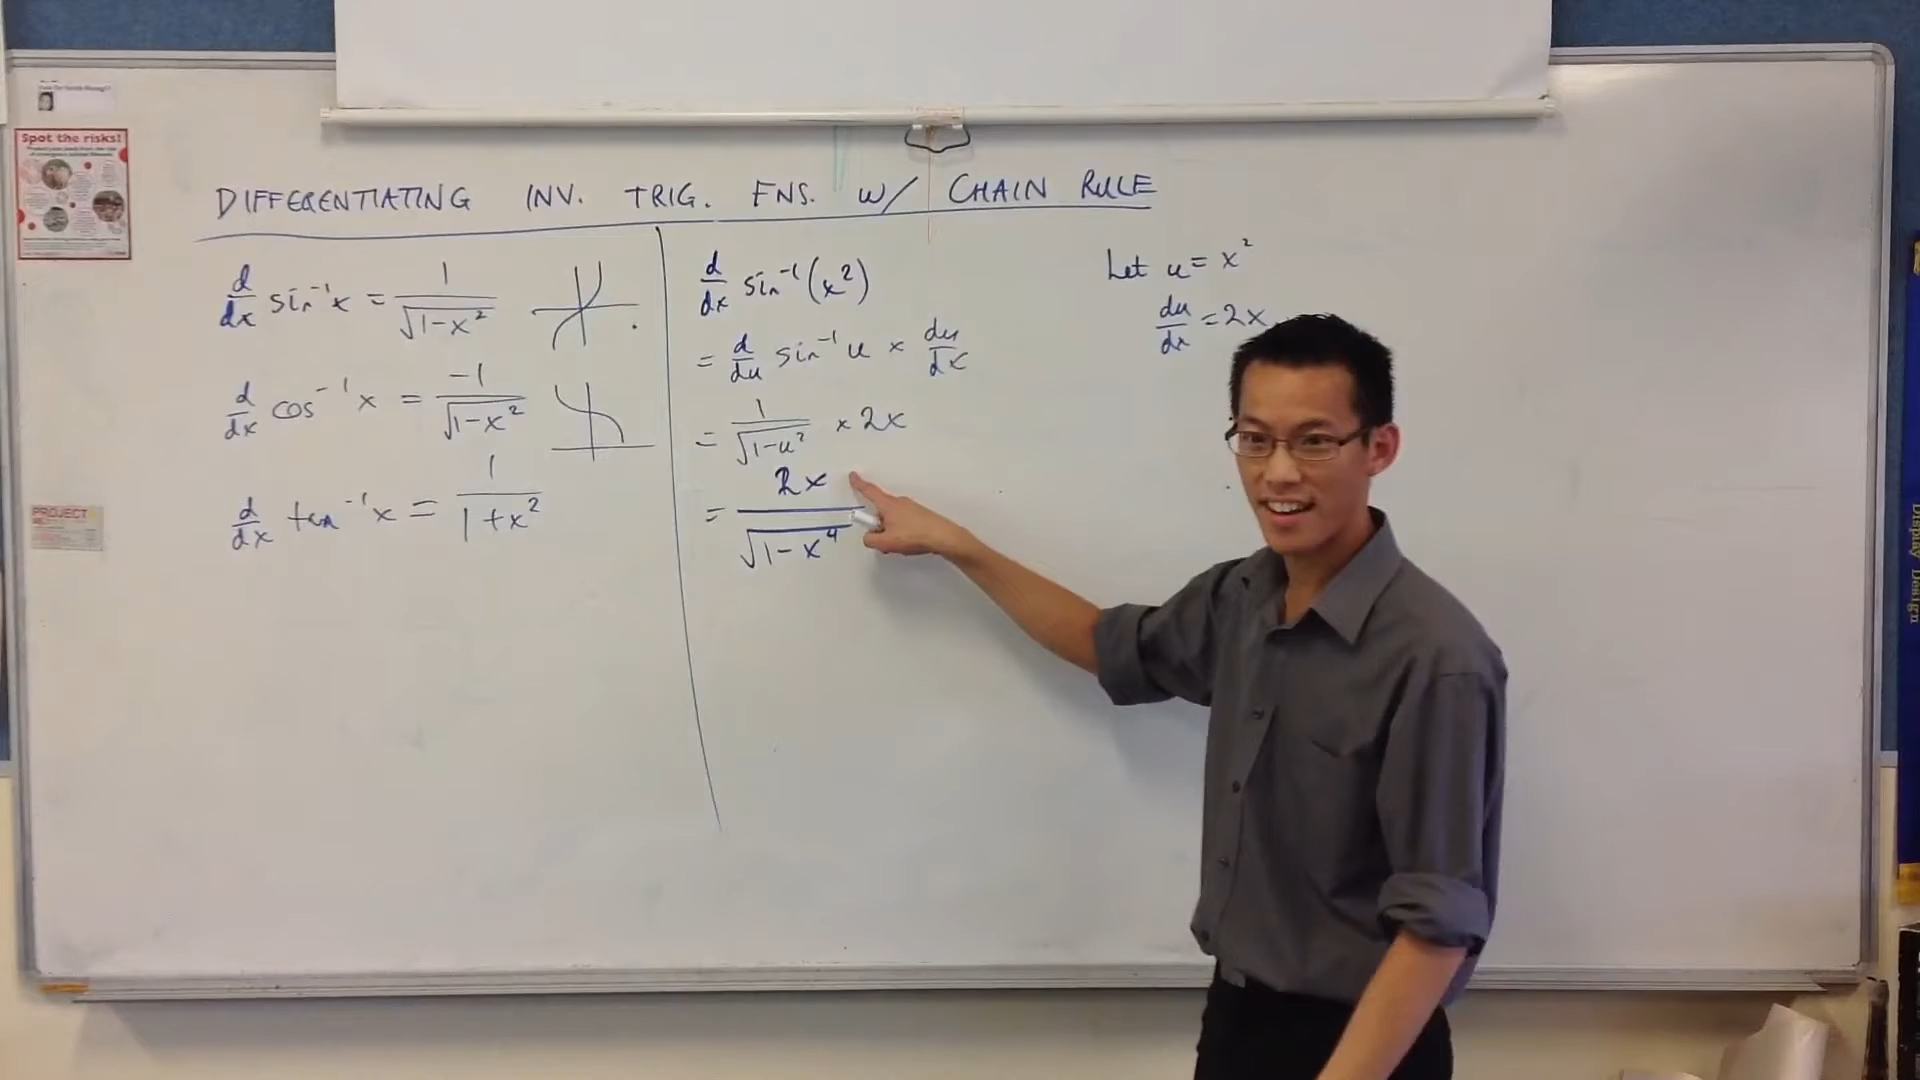 Spot the risks!
PROJECT
DIFFERENTIATING INV. TRIG. FNS. W/ CHAIN RULE
d/dx sin⁻¹x = 1/√(1-x²)
d/dx cos⁻¹x = -1/√(1-x²)
d/dx tan⁻¹x = 1/(1+x²)
d/dx sin⁻¹(x²)
= d/du sin⁻¹u × du/dx
= 1/√(1-u²) × 2x
= 2x/√(1-x⁴)
Let u = x²
du/dx = 2x
Display Design